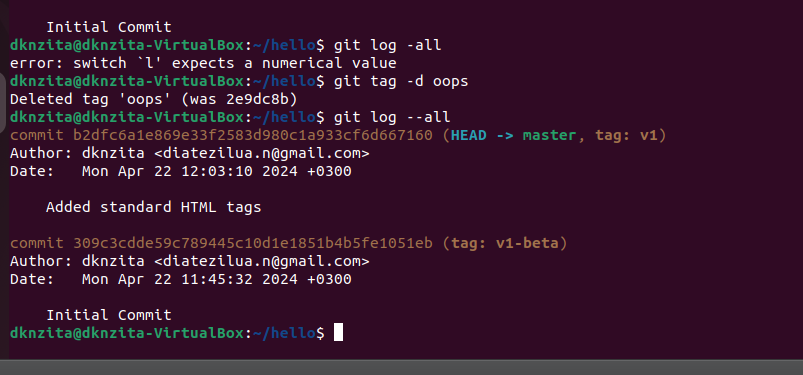 Initial Commit
dknzita@dknzita-VirtualBox:~/hello$ git log -all
error: switch `l' expects a numerical value
dknzita@dknzita-VirtualBox:~/hello$ git tag -d oops
Deleted tag 'oops' (was 2e9dc8b)
dknzita@dknzita-VirtualBox:~/hello$ git log --all
commit b2dfc6a1e869e33f2583d980c1a933cf6d667160 (HEAD -> master, tag: v1)
Author: dknzita <diatezilua.n@gmail.com>
Date:   Mon Apr 22 12:03:10 2024 +0300
Added standard HTML tags
commit 309c3cdde59c789445c10d1e1851b4b5fe1051eb (tag: v1-beta)
Author: dknzita <diatezilua.n@gmail.com>
Date:   Mon Apr 22 11:45:32 2024 +0300
Initial Commit
dknzita@dknzita-VirtualBox:~/hello$